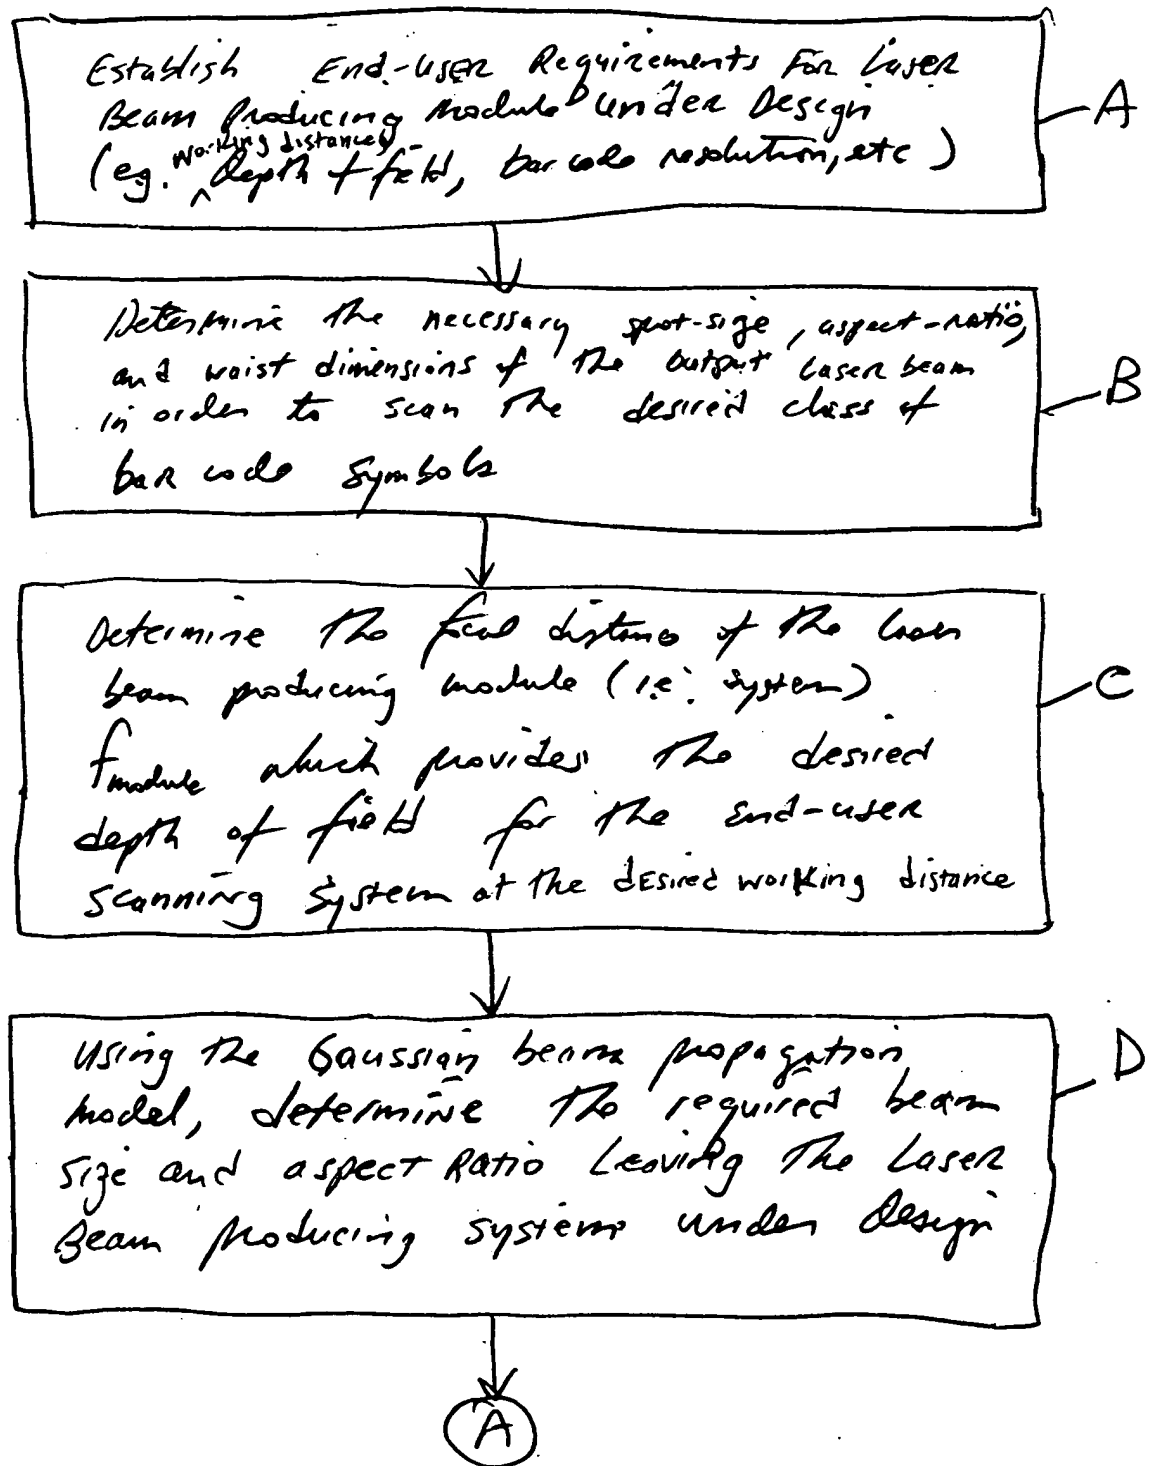 Establish End-User Requirements For Laser
Beam Producing Module Under Design
working distances,
(eg. ^ depth of field, bar code resolution, etc)
A
Determine the necessary spot-size, aspect-ratio,
and waist dimensions of the output laser beam
in order to scan the desired class of
bar code symbols
B
Determine the focal distance of the laser
beam producing module (i.e. system)
fmodule which provides the desired
depth of field for the end-user
scanning system at the desired working distance
C
Using the Gaussian beam propagation
model, determine the required beam
size and aspect Ratio Leaving the Laser
Beam producing system under design
D
A